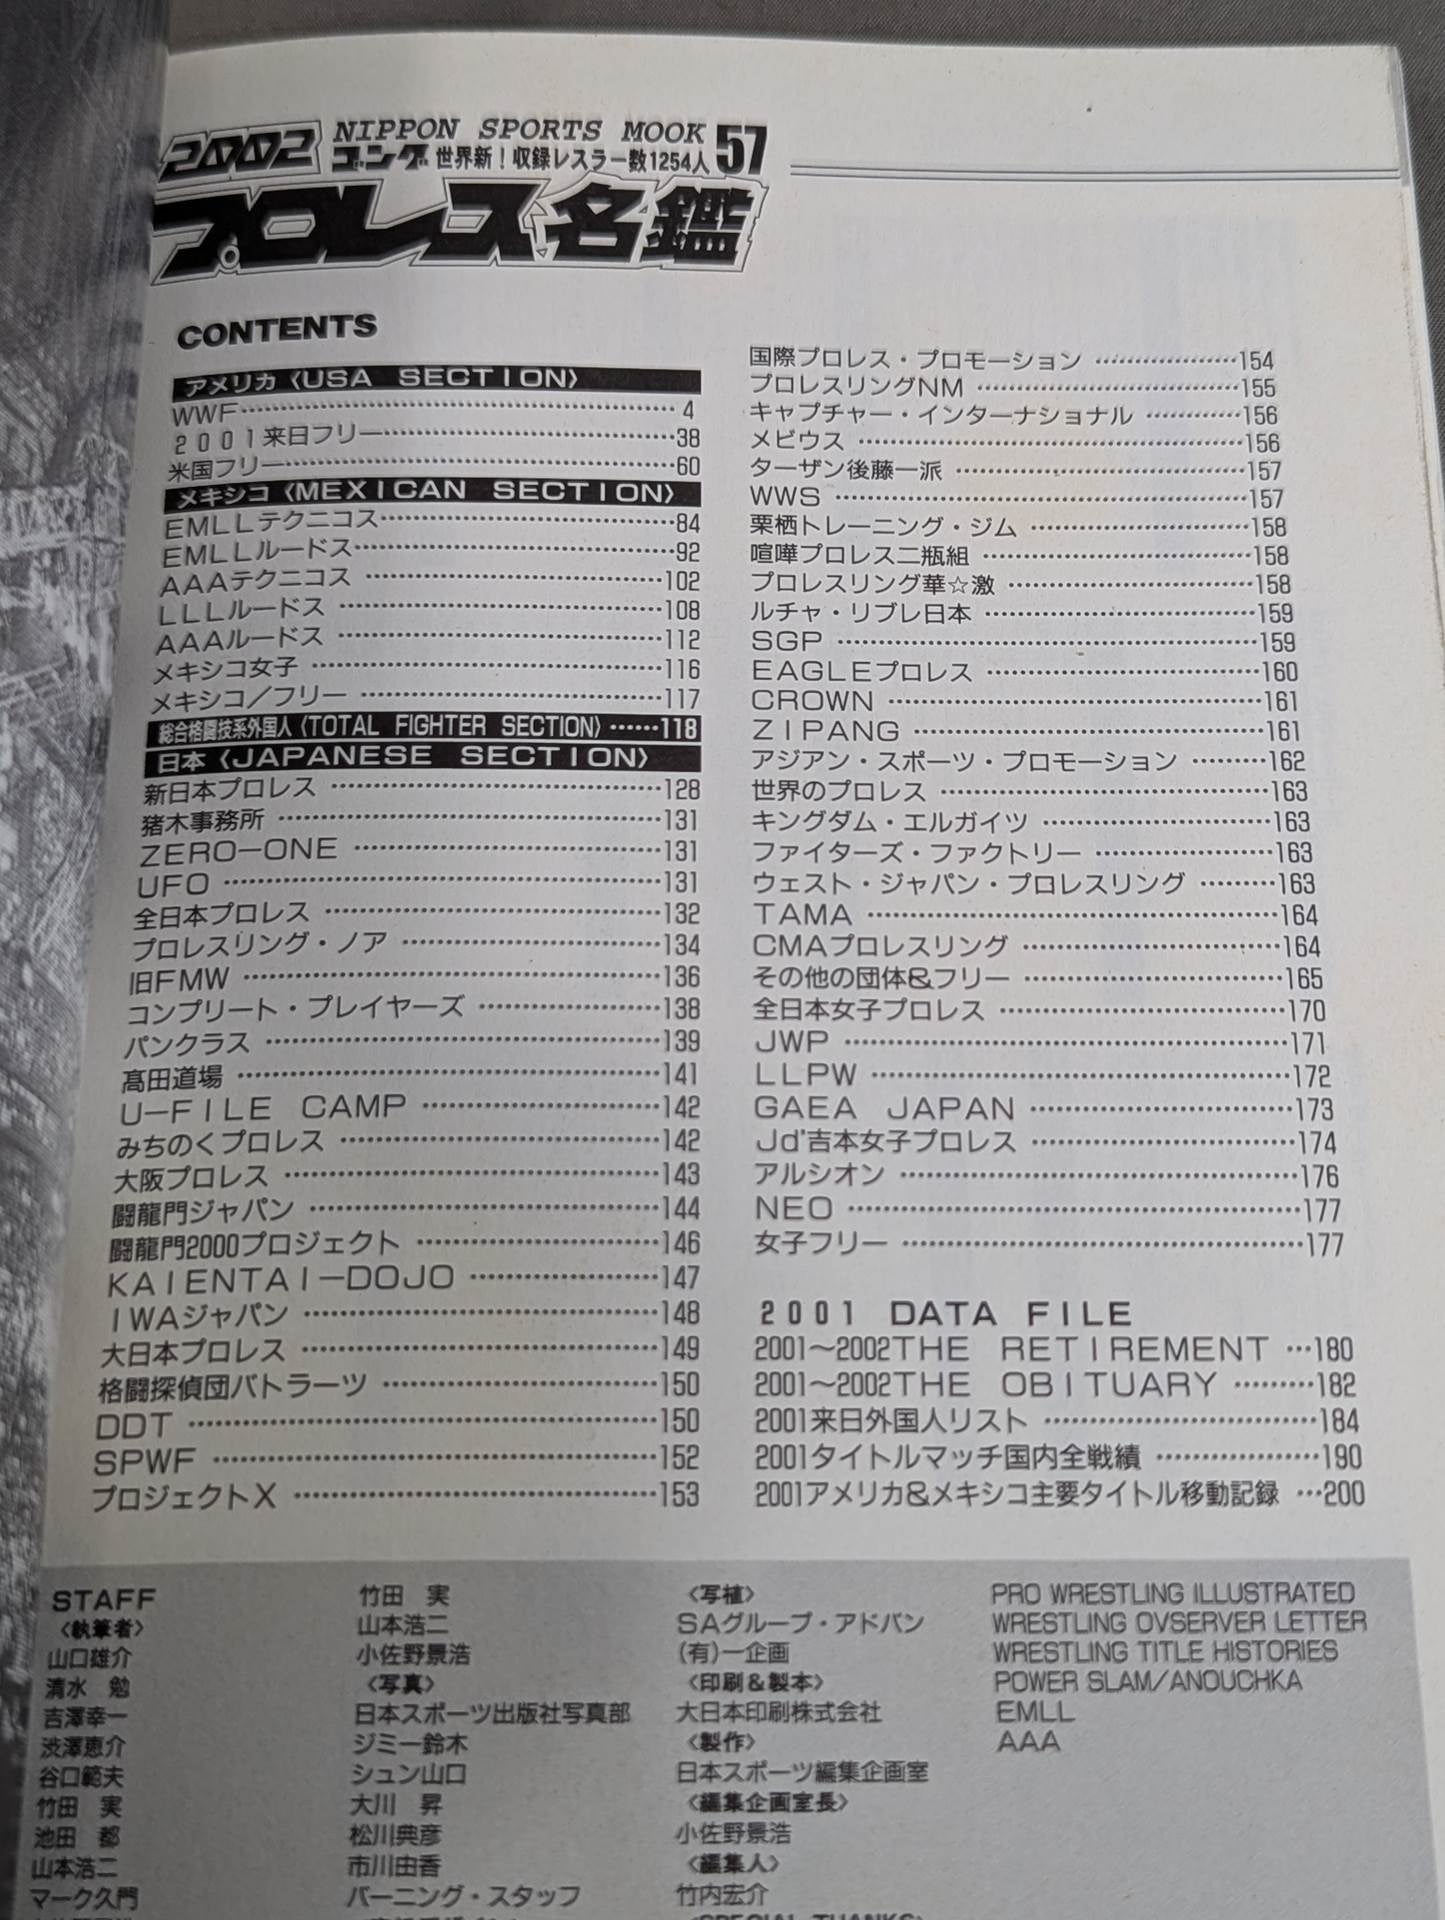 2002 NIPPON SPORTS MOOK 57
ゴング 世界新！収録レスラー数1254人
プロレス名鑑
CONTENTS
アメリカ〈USA SECTION〉
WWF 4
2001来日フリー 38
米国フリー 60
メキシコ〈MEXICAN SECTION〉
EMLLテクニコス 84
EMLLルードス 92
AAAテクニコス 102
LLLルードス 108
AAAルードス 112
メキシコ女子 116
メキシコ／フリー 117
総合格闘技系外国人〈TOTAL FIGHTER SECTION〉 118
日本〈JAPANESE SECTION〉
新日本プロレス 128
猪木事務所 131
ZERO-ONE 131
UFO 131
全日本プロレス 132
プロレスリング・ノア 134
旧FMW 136
コンプリート・プレイヤーズ 138
パンクラス 139
髙田道場 141
U-FILE CAMP 142
みちのくプロレス 142
大阪プロレス 143
闘龍門ジャパン 144
闘龍門2000プロジェクト 146
KAIENTAI-DOJO 147
IWAジャパン 148
大日本プロレス 149
格闘探偵団バトラーツ 150
DDT 150
SPWF 152
プロジェクトX 153
国際プロレス・プロモーション 154
プロレスリングNM 155
キャプチャー・インターナショナル 156
メビウス 156
ターザン後藤一派 157
WWS 157
栗栖トレーニング・ジム 158
喧嘩プロレス二瓶組 158
プロレスリング華☆激 158
ルチャ・リブレ日本 159
SGP 159
EAGLEプロレス 160
CROWN 161
ZIPANG 161
アジアン・スポーツ・プロモーション 162
世界のプロレス 163
キングダム・エルガイツ 163
ファイターズ・ファクトリー 163
ウェスト・ジャパン・プロレスリング 163
TAMA 164
CMAプロレスリング 164
その他の団体&フリー 165
全日本女子プロレス 170
JWP 171
LLPW 172
GAEA JAPAN 173
Jd'吉本女子プロレス 174
アルシオン 176
NEO 177
女子フリー 177
2001 DATA FILE
2001～2002THE RETIREMENT 180
2001～2002THE OBITUARY 182
2001来日外国人リスト 184
2001タイトルマッチ国内全戦績 190
2001アメリカ&メキシコ主要タイトル移動記録 200
STAFF
〈執筆者〉
山口雄介
清水　勉
吉澤幸一
渋澤恵介
谷口範夫
竹田　実
池田　都
山本浩二
マーク久門
竹田　実
山本浩二
小佐野景浩
〈写真〉
日本スポーツ出版社写真部
ジミー鈴木
シュン山口
大川　昇
松川典彦
市川由香
バーニング・スタッフ
〈写植〉
SAグループ・アドバン
(有)一企画
〈印刷＆製本〉
大日本印刷株式会社
〈製作〉
日本スポーツ編集企画室
〈編集企画室長〉
小佐野景浩
〈編集人〉
竹内宏介
〈SPECIAL THANKS〉
PRO WRESTLING ILLUSTRATED
WRESTLING OVSERVER LETTER
WRESTLING TITLE HISTORIES
POWER SLAM/ANOUCHKA
EMLL
AAA